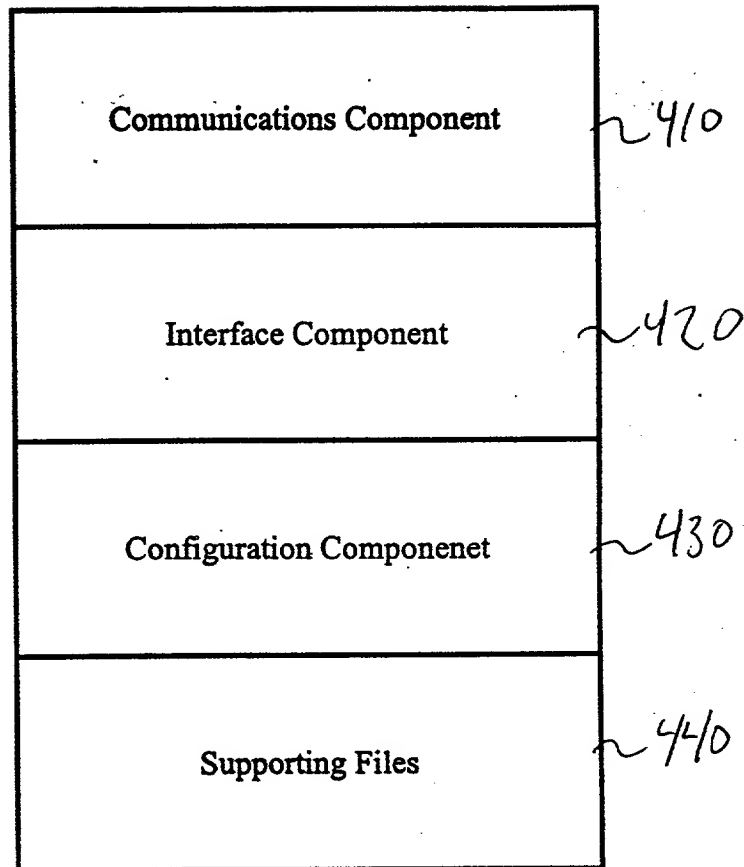 Communications Component 410
Interface Component 420
Configuration Componenet 430
Supporting Files 440